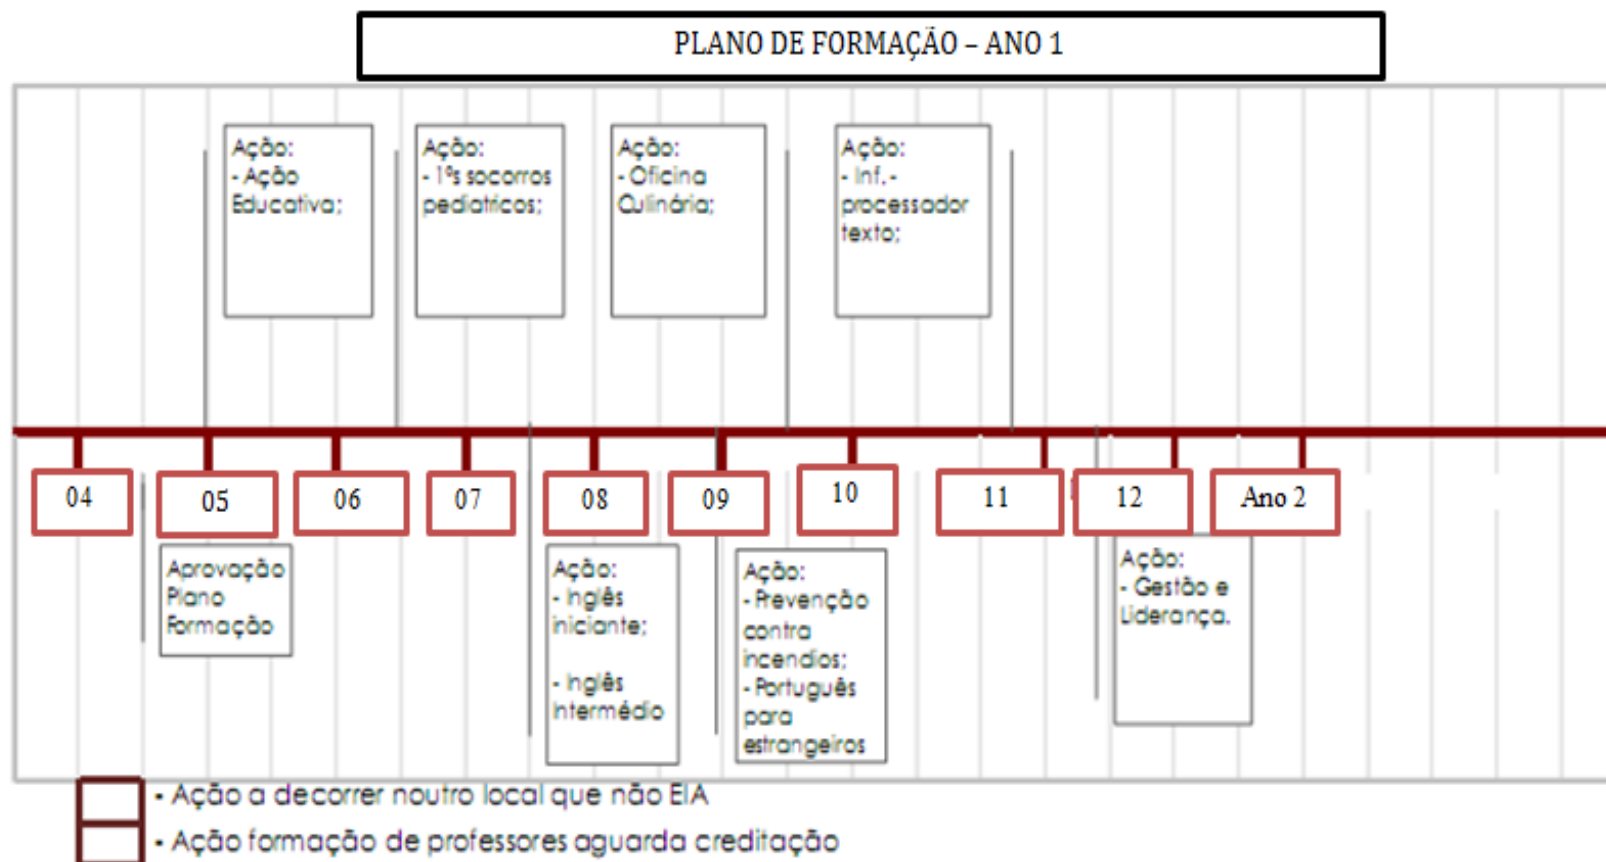 PLANO DE FORMAÇÃO – ANO 1
Ação:
- Ação
Educativa;
Ação:
- 1ºs socorros
pediatricos;
Ação:
- Oficina
Culinária;
Ação:
- Inf. -
processador
texto;
04
05
06
07
08
09
10
11
12
Ano 2
Aprovação
Plano
Formação
Ação:
- Inglês
iniciante;
- Inglês
Intermédio
Ação:
- Prevenção
contra
incendios;
- Português
para
estrangeiros
Ação:
- Gestão e
Liderança.
- Ação a decorrer noutro local que não EIA
- Ação formação de professores aguarda creditação